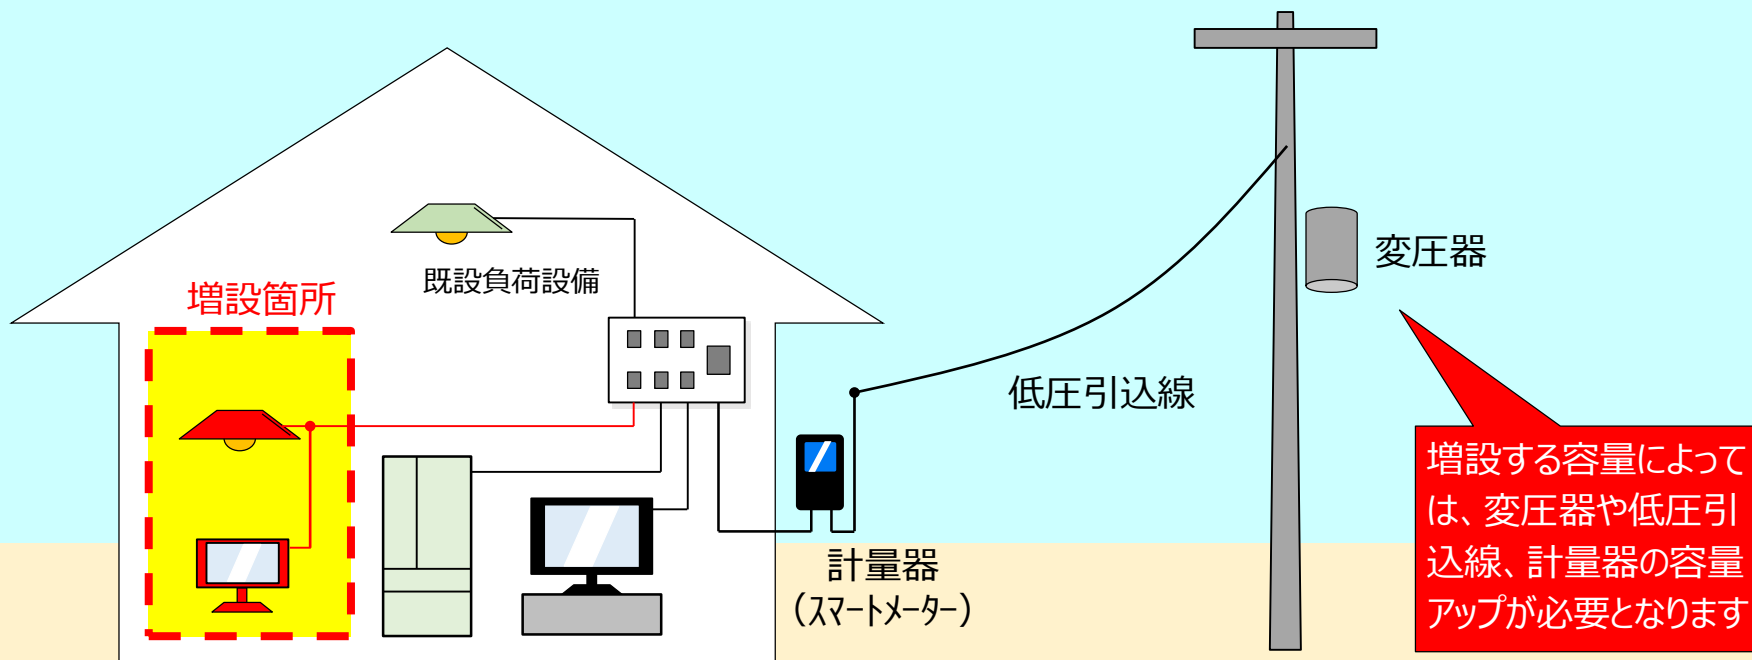 増設箇所
既設負荷設備
変圧器
低圧引込線
計量器
（ｽﾏｰﾄﾒｰﾀｰ）
増設する容量によって
は、変圧器や低圧引
込線、計量器の容量
アップが必要となります